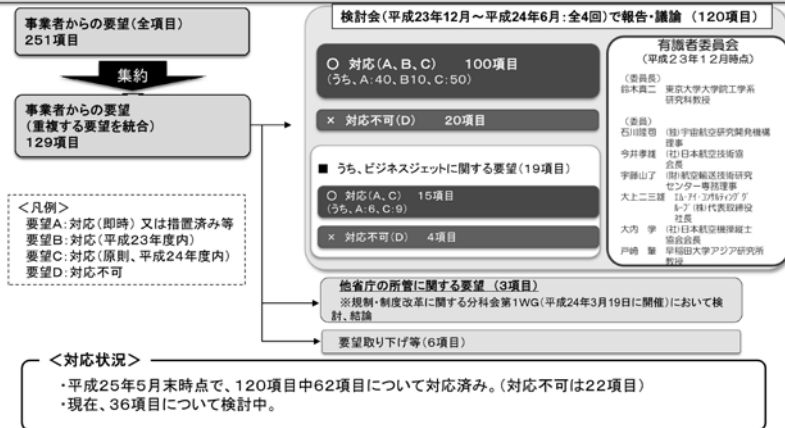 事業者からの要望(全項目)
251項目
集約
事業者からの要望
(重複する要望を統合)
129項目
<凡例>
要望A:対応(即時) 又は措置済み等
要望B:対応(平成23年度内)
要望C:対応(原則、平成24年度内)
要望D:対応不可
検討会(平成23年12月~平成24年6月:全4回)で報告・議論 (120項目)
○ 対応(A、B、C) 100項目
(うち、A:40、B10、C:50)
× 対応不可(D) 20項目
■ うち、ビジネスジェットに関する要望(19項目)
○ 対応(A、C) 15項目
(うち、A:6、C:9)
× 対応不可(D) 4項目
有識者委員会
(平成23年12月時点)
(委員長)
鈴木真二 東京大学大学院工学系
研究科教授
(委員)
石川隆司 (独)宇宙航空研究開発機構
理事
今井孝雄 (社)日本航空技術協
会会長
宇藤山了 (財)航空輸送技術研究
センター専務理事
大上二三雄 エム・アイ・コンサルティンググ
ループ(株)代表取締役
社長
大内 学 (社)日本航空機操縦士
協会会長
戸崎 肇 早稲田大学アジア研究所
教授
他省庁の所管に関する要望 (3項目)
※規制・制度改革に関する分科会第1WG(平成24年3月19日に開催)において検
討、結論
要望取り下げ等(6項目)
<対応状況>
・平成25年5月末時点で、120項目中62項目について対応済み。(対応不可は22項目)
・現在、36項目について検討中。